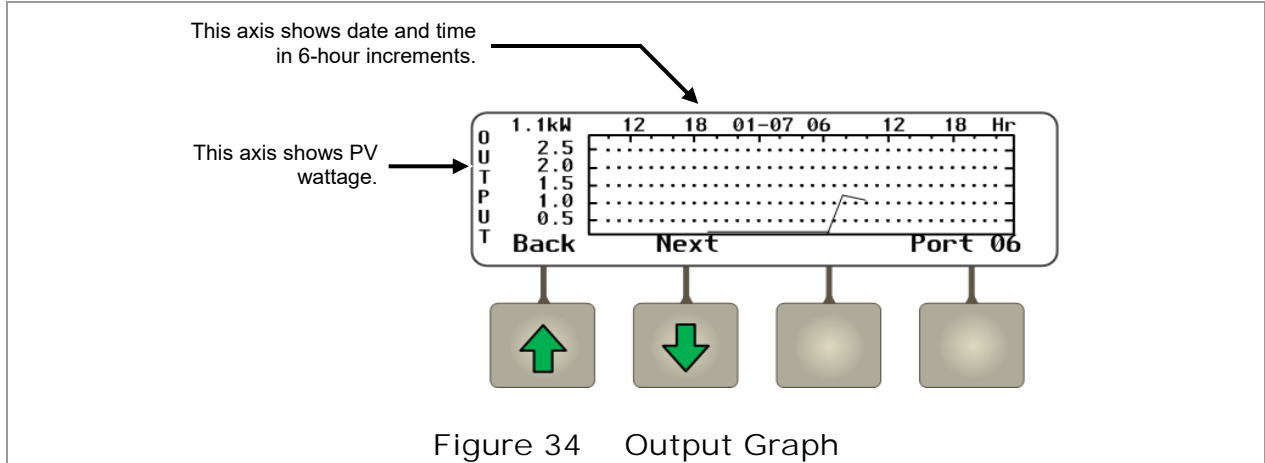 This axis shows date and time
in 6-hour increments.
This axis shows PV
wattage.
OUTPUT
1.1kW 12 18 01-07 06 12 18 Hr
2.5
2.0
1.5
1.0
0.5
Back Next Port 06
Figure 34 Output Graph